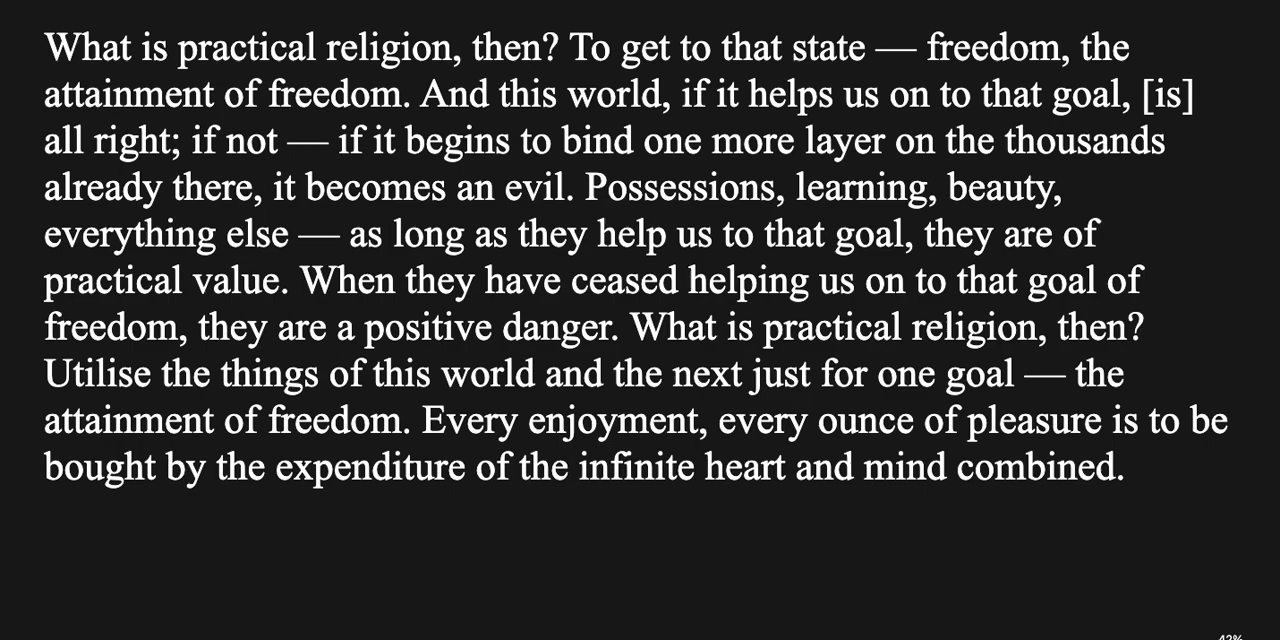 What is practical religion, then? To get to that state — freedom, the
attainment of freedom. And this world, if it helps us on to that goal, [is]
all right; if not — if it begins to bind one more layer on the thousands
already there, it becomes an evil. Possessions, learning, beauty,
everything else — as long as they help us to that goal, they are of
practical value. When they have ceased helping us on to that goal of
freedom, they are a positive danger. What is practical religion, then?
Utilise the things of this world and the next just for one goal — the
attainment of freedom. Every enjoyment, every ounce of pleasure is to be
bought by the expenditure of the infinite heart and mind combined.